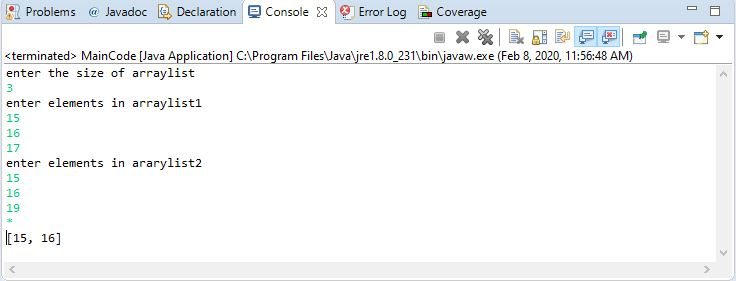 Problems @ Javadoc Declaration Console Error Log Coverage
<terminated> MainCode [Java Application] C:\Program Files\Java\jre1.8.0_231\bin\javaw.exe (Feb 8, 2020, 11:56:48 AM)
enter the size of arraylist
3
enter elements in arraylist1
15
16
17
enter elements in ararylist2
15
16
19
*
[15, 16]